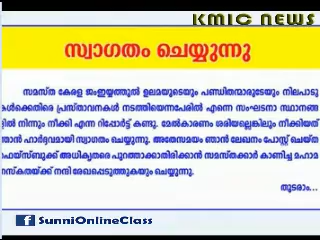 KMIC NEWS
സ്വാഗതം ചെയ്യുന്നു
സമസ്ത കേരള ജംഇയ്യത്തുൽ ഉലമയുടെയും പണ്ഡിതന്മാരുടേയും നിലപാടു
കൾക്കെതിരെ പ്രസ്താവനകൾ നടത്തിയെന്നപേരിൽ എന്നെ സംഘടനാ സ്ഥാനങ്ങ
ളിൽ നിന്നും നീക്കി എന്ന റിപ്പോർട്ട് കണ്ടു. മേൽകാരണം ശരിയല്ലെങ്കിലും നീക്കിയത്
ഞാൻ ഹാർദ്ദവമായി സ്വാഗതം ചെയ്യുന്നു. അതേസമയം ഞാൻ ലേഖനം പോസ്റ്റ് ചെയ്ത
ഫെയ്സ്ബുക്ക് അധികൃതരെ പുറത്താക്കാതിരിക്കാൻ സമസ്തക്കാർ കാണിച്ച മഹാമ
നസ്കതയ്ക്ക് നന്ദി രേഖപ്പെടുത്തുകയും ചെയ്യുന്നു.
തുടരാം...
f SunniOnlineClass